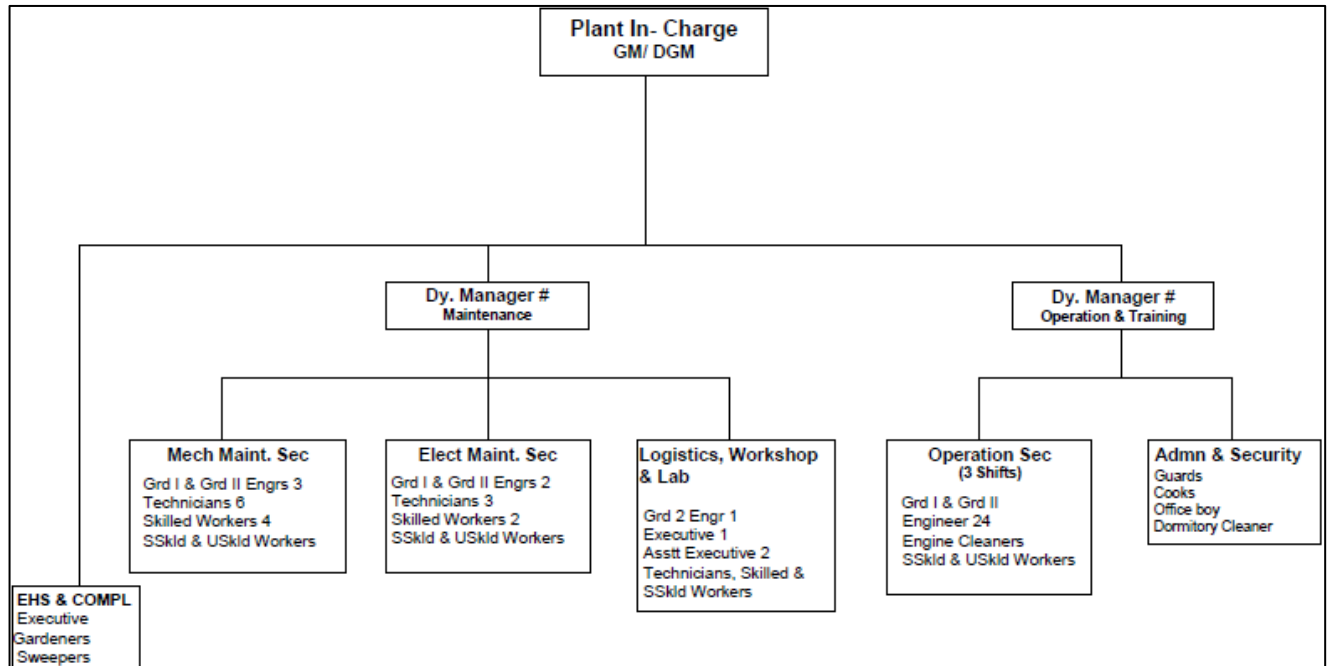 Plant In- Charge
GM/ DGM
Dy. Manager #
Maintenance
Dy. Manager #
Operation & Training
Mech Maint. Sec
Grd I & Grd II Engrs 3
Technicians 6
Skilled Workers 4
SSkld & USkld Workers
Elect Maint. Sec
Grd I & Grd II Engrs 2
Technicians 3
Skilled Workers 2
SSkld & USkld Workers
Logistics, Workshop
& Lab
Grd 2 Engr 1
Executive 1
Asstt Executive 2
Technicians, Skilled &
SSkld Workers
Operation Sec
(3 Shifts)
Grd I & Grd II
Engineer 24
Engine Cleaners
SSkld & USkld Workers
Admn & Security
Guards
Cooks
Office boy
Dormitory Cleaner
EHS & COMPL
Executive
Gardeners
Sweepers